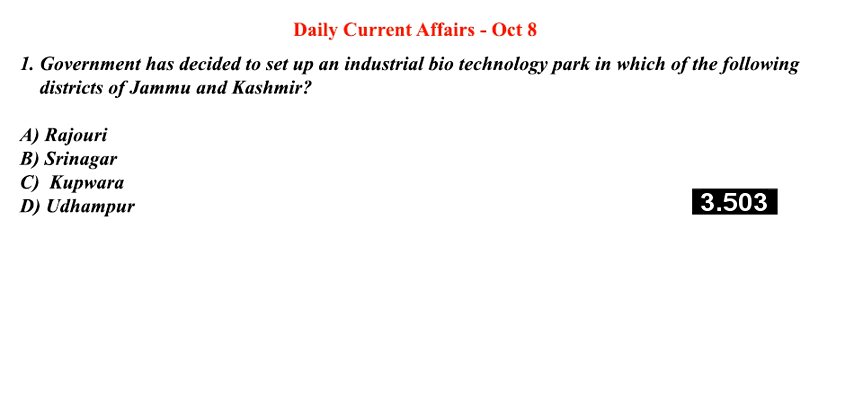 Daily Current Affairs - Oct 8
1. Government has decided to set up an industrial bio technology park in which of the following
districts of Jammu and Kashmir?
A) Rajouri
B) Srinagar
C) Kupwara
D) Udhampur
3.503